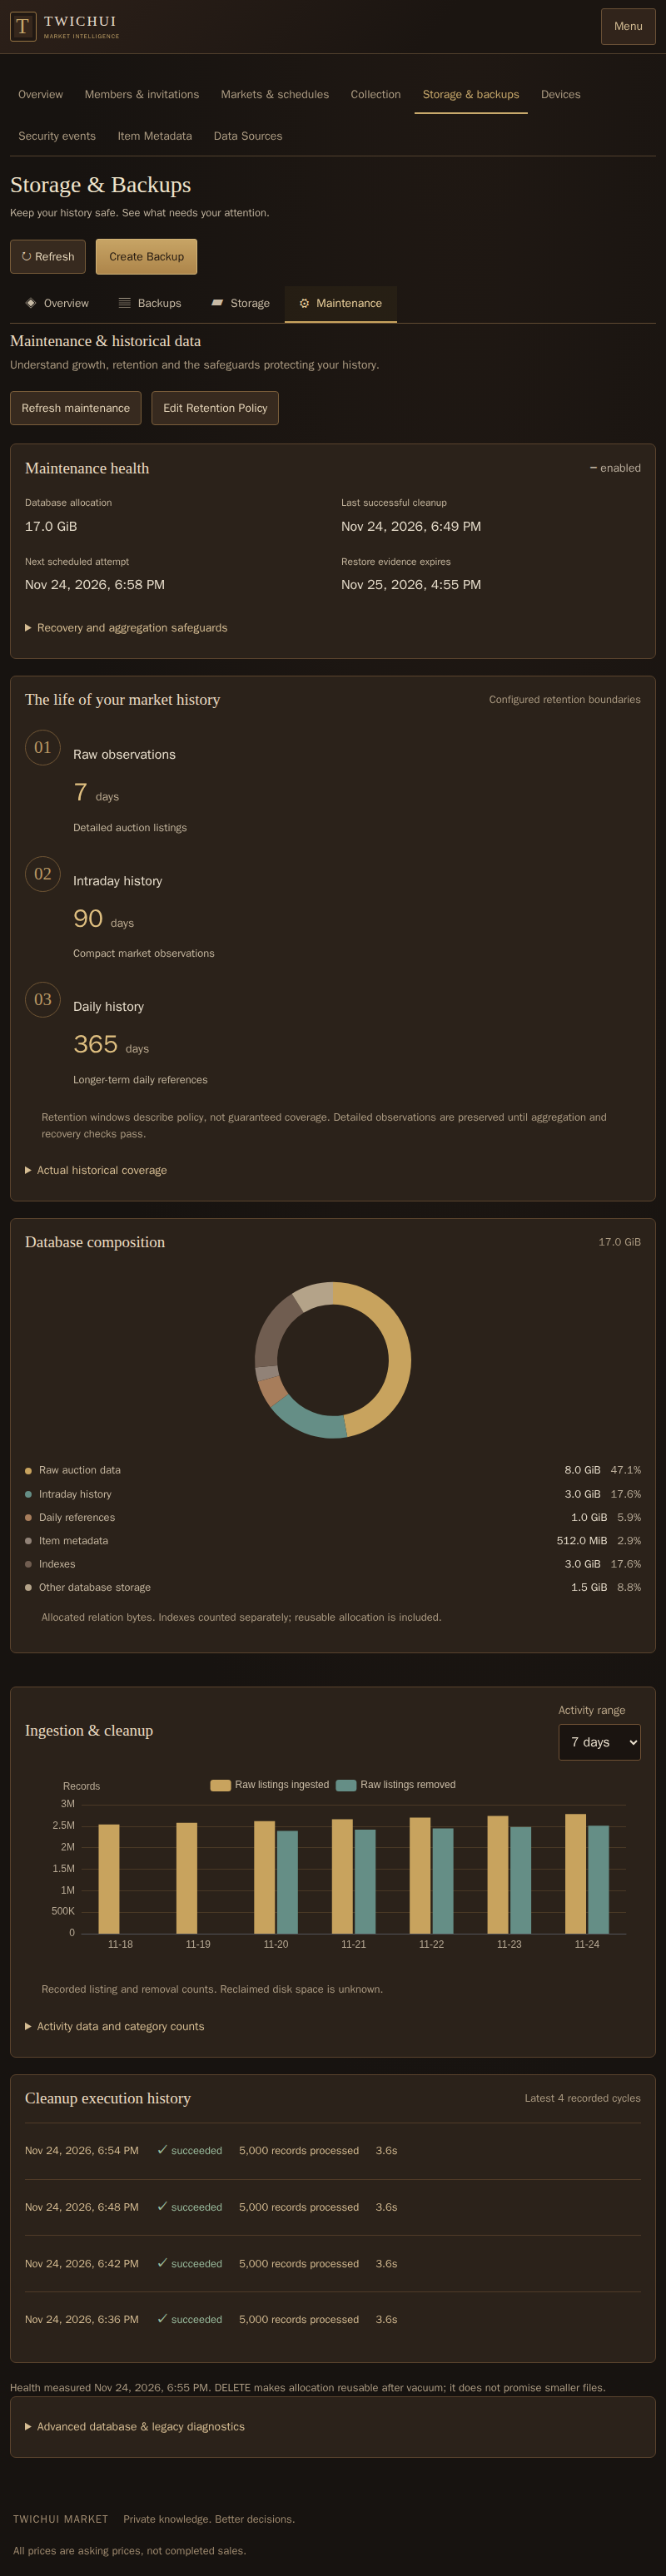 T TWICHUI
MARKET INTELLIGENCE
Menu
Overview Members & invitations Markets & schedules Collection Storage & backups Devices
Security events Item Metadata Data Sources
Storage & Backups
Keep your history safe. See what needs your attention.
↻ Refresh Create Backup
◈ Overview ▤ Backups ▰ Storage ⚙ Maintenance
Maintenance & historical data
Understand growth, retention and the safeguards protecting your history.
Refresh maintenance Edit Retention Policy
Maintenance health – enabled
Database allocation Last successful cleanup
17.0 GiB Nov 24, 2026, 6:49 PM
Next scheduled attempt Restore evidence expires
Nov 24, 2026, 6:58 PM Nov 25, 2026, 4:55 PM
▶ Recovery and aggregation safeguards
The life of your market history Configured retention boundaries
01 Raw observations
7 days
Detailed auction listings
02 Intraday history
90 days
Compact market observations
03 Daily history
365 days
Longer-term daily references
Retention windows describe policy, not guaranteed coverage. Detailed observations are preserved until aggregation and
recovery checks pass.
▶ Actual historical coverage
Database composition 17.0 GiB
Raw auction data 8.0 GiB 47.1%
Intraday history 3.0 GiB 17.6%
Daily references 1.0 GiB 5.9%
Item metadata 512.0 MiB 2.9%
Indexes 3.0 GiB 17.6%
Other database storage 1.5 GiB 8.8%
Allocated relation bytes. Indexes counted separately; reusable allocation is included.
Activity range
Ingestion & cleanup 7 days
Records Raw listings ingested Raw listings removed
3M
2.5M
2M
1.5M
1M
500K
0
11-18 11-19 11-20 11-21 11-22 11-23 11-24
Recorded listing and removal counts. Reclaimed disk space is unknown.
▶ Activity data and category counts
Cleanup execution history Latest 4 recorded cycles
Nov 24, 2026, 6:54 PM ✓ succeeded 5,000 records processed 3.6s
Nov 24, 2026, 6:48 PM ✓ succeeded 5,000 records processed 3.6s
Nov 24, 2026, 6:42 PM ✓ succeeded 5,000 records processed 3.6s
Nov 24, 2026, 6:36 PM ✓ succeeded 5,000 records processed 3.6s
Health measured Nov 24, 2026, 6:55 PM. DELETE makes allocation reusable after vacuum; it does not promise smaller files.
▶ Advanced database & legacy diagnostics
TWICHUI MARKET Private knowledge. Better decisions.
All prices are asking prices, not completed sales.